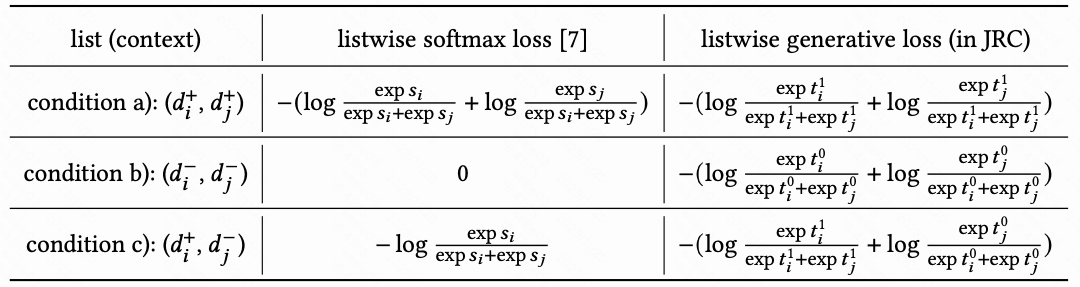 list (context) | listwise softmax loss [7] | listwise generative loss (in JRC)
condition a): $(d_i^+, d_j^+)$ | $-(\log \frac{\exp s_i}{\exp s_i + \exp s_j} + \log \frac{\exp s_j}{\exp s_i + \exp s_j})$ | $-(\log \frac{\exp t_i^1}{\exp t_i^1 + \exp t_j^1} + \log \frac{\exp t_j^1}{\exp t_i^1 + \exp t_j^1})$
condition b): $(d_i^-, d_j^-)$ | 0 | $-(\log \frac{\exp t_i^0}{\exp t_i^0 + \exp t_j^0} + \log \frac{\exp t_j^0}{\exp t_i^0 + \exp t_j^0})$
condition c): $(d_i^+, d_j^-)$ | $-\log \frac{\exp s_i}{\exp s_i + \exp s_j}$ | $-(\log \frac{\exp t_i^1}{\exp t_i^1 + \exp t_j^1} + \log \frac{\exp t_j^0}{\exp t_i^0 + \exp t_j^0})$